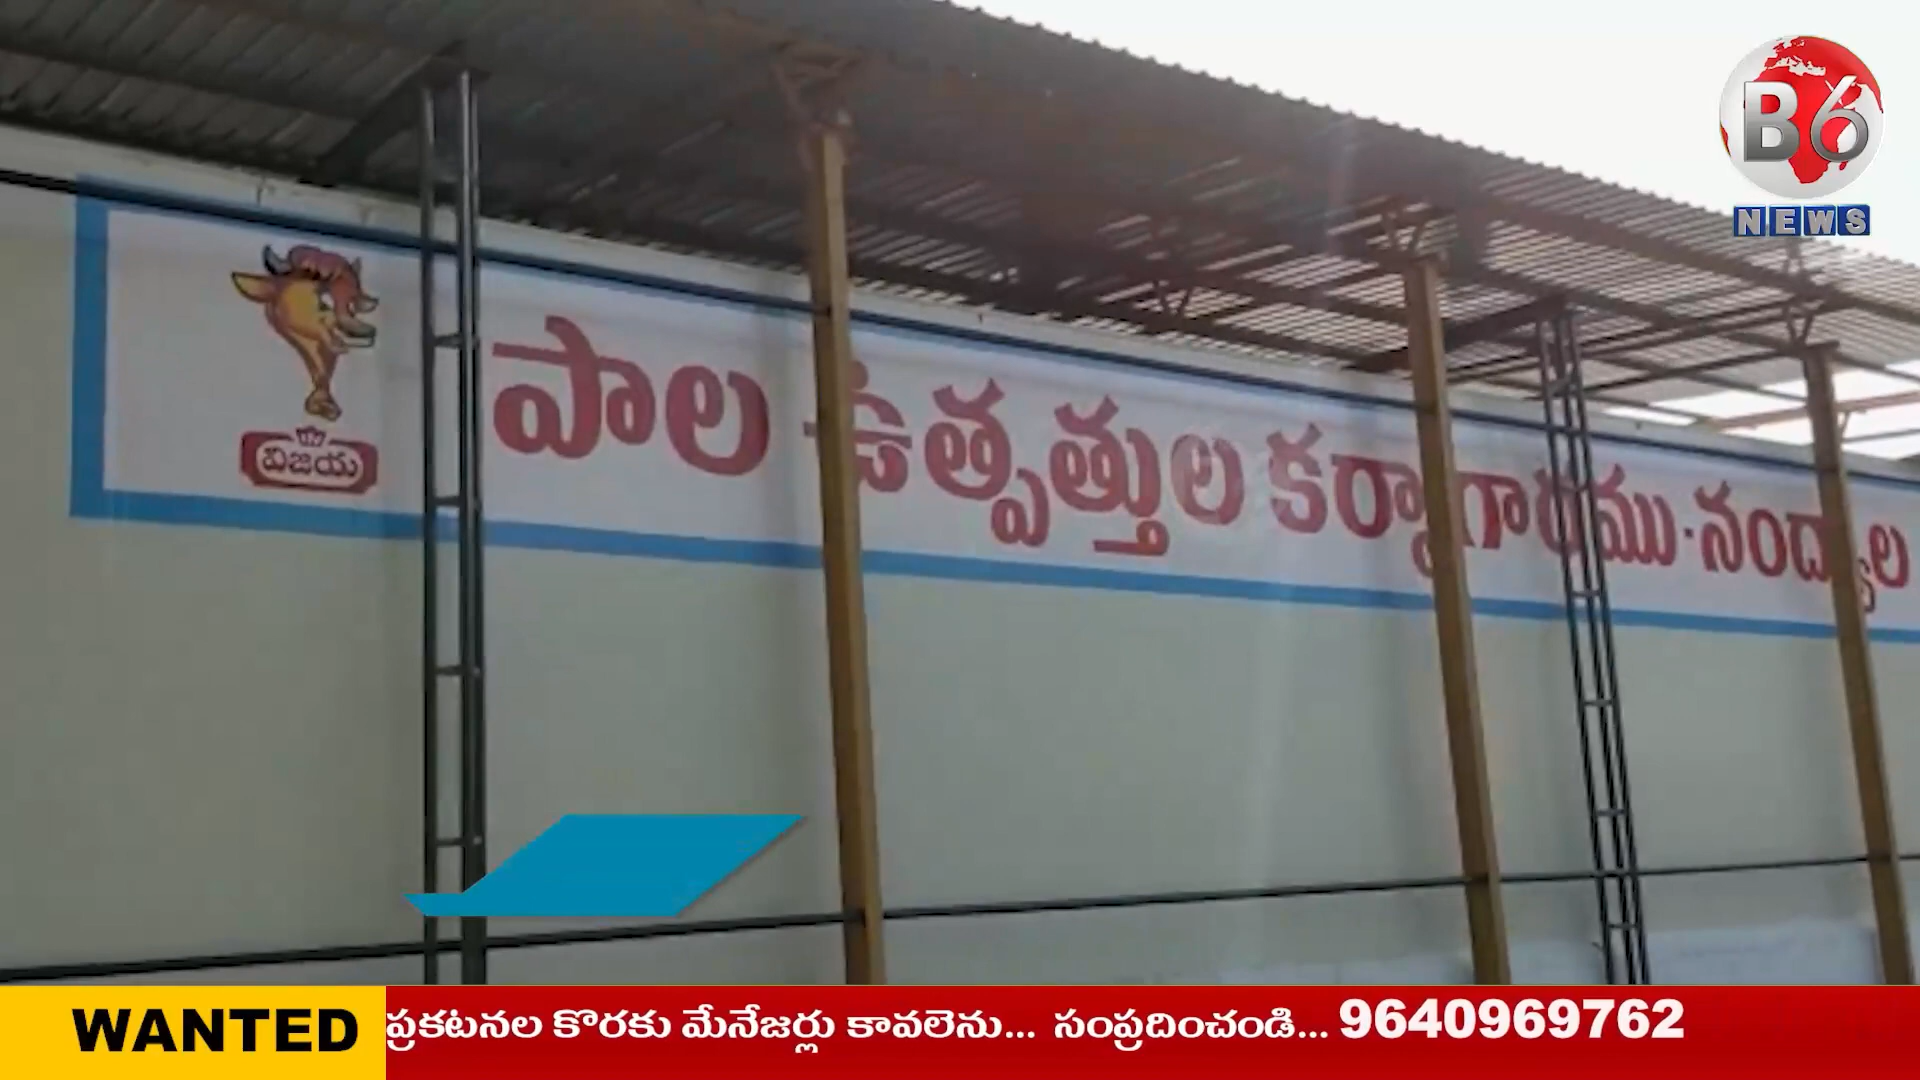 B6
NEWS
విజయ
పాల ఉత్పత్తుల కర్మాగారము - నంద్యాల
WANTED ప్రకటనల కొరకు మేనేజర్లు కావలెను... సంప్రదించండి... 9640969762